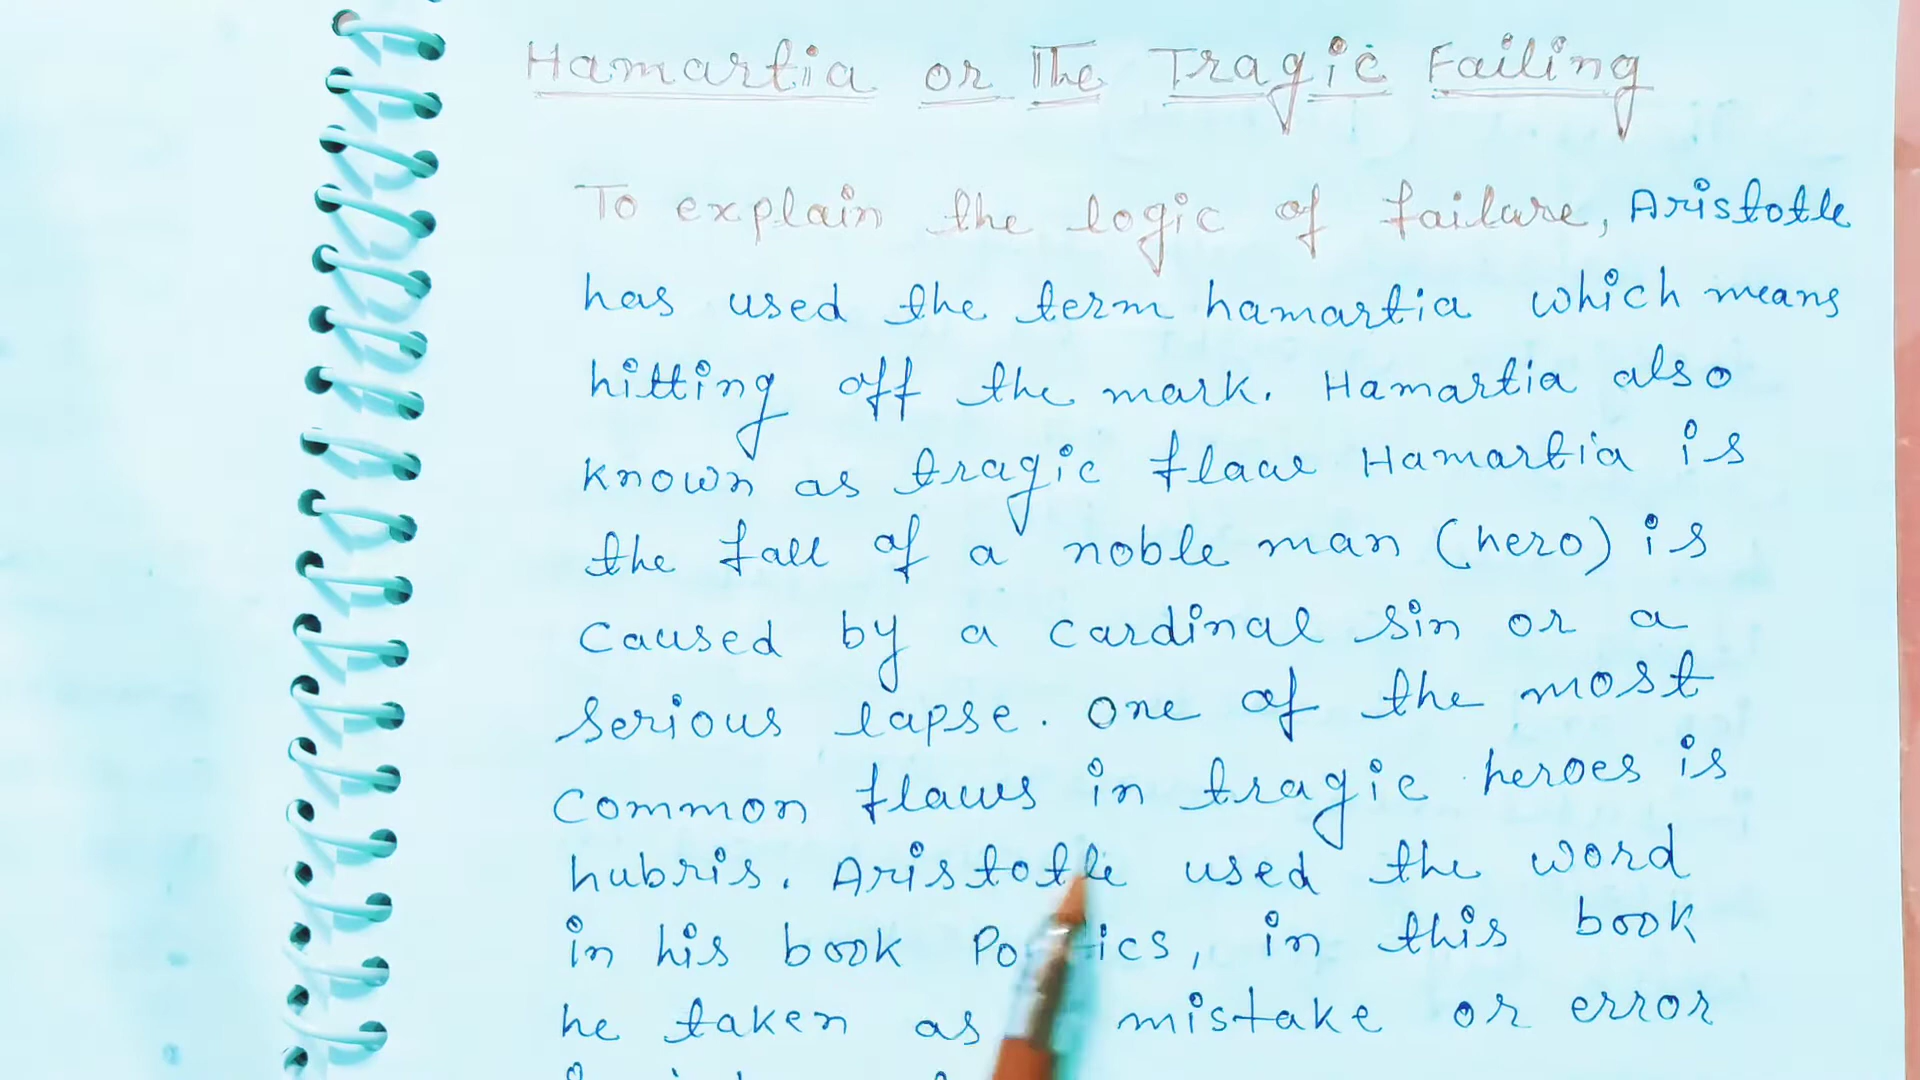 Hamartia or The Tragic Failing
To explain the logic of failure, Aristotle
has used the term hamartia which means
hitting off the mark. Hamartia also
known as tragic flaw Hamartia is
the fall of a noble man (hero) is
caused by a cardinal sin or a
serious lapse. One of the most
common flaws in tragic heroes is
hubris. Aristotle used the word
in his book , in this book
he taken as mistake or error